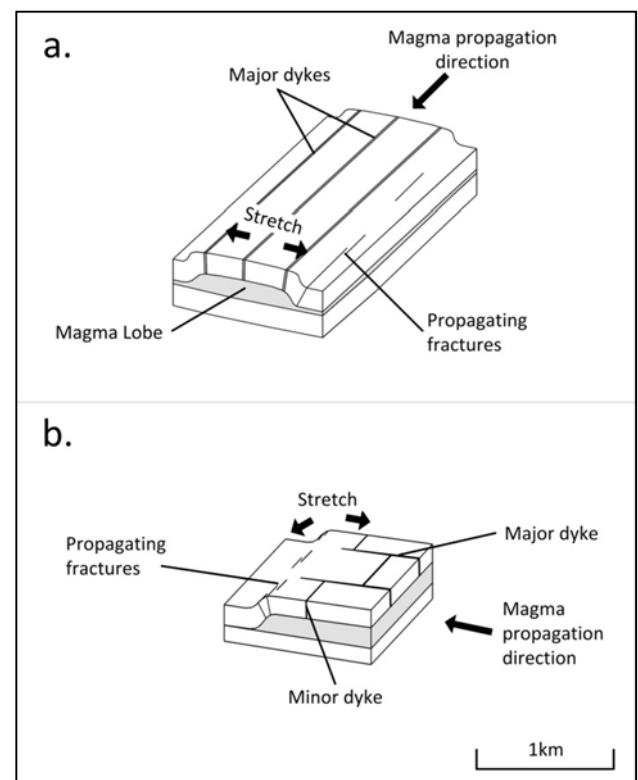 a.
Magma propagation
direction
Major dykes
Stretch
Magma Lobe
Propagating
fractures
b.
Stretch
Propagating
fractures
Major dyke
Magma
propagation
direction
Minor dyke
1km